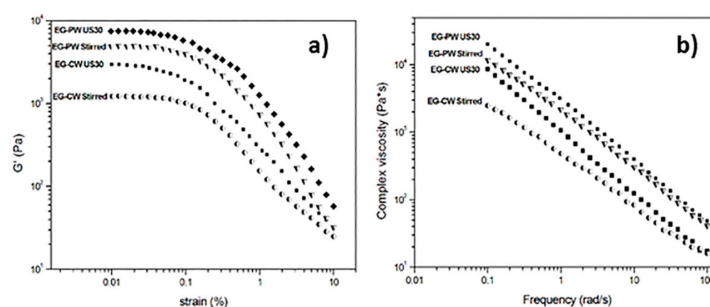 a)
10⁴
EG-PW US30
EG-PW Stirred
EG-CW US30
10³
EG-CW Stirred
G' (Pa)
10²
10¹
0.01 0.1 1 10
strain (%)
b)
EG-PW US30
EG-PW Stirred
10⁴
EG-CW US30
EG-CW Stirred
10³
Complex viscosity (Pa*s)
10²
10¹
0.1 1 10
Frequency (rad/s)